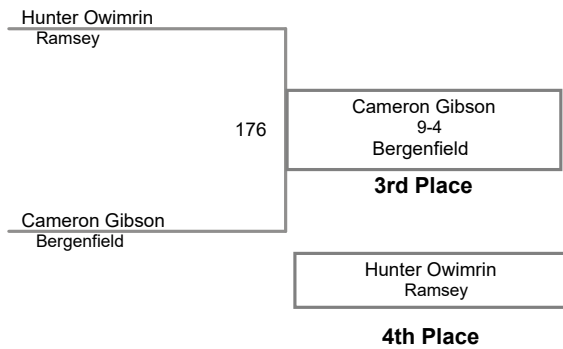 Hunter Owimrin
Ramsey
176
Cameron Gibson
9-4
Bergenfield
3rd Place
Cameron Gibson
Bergenfield
Hunter Owimrin
Ramsey
4th Place